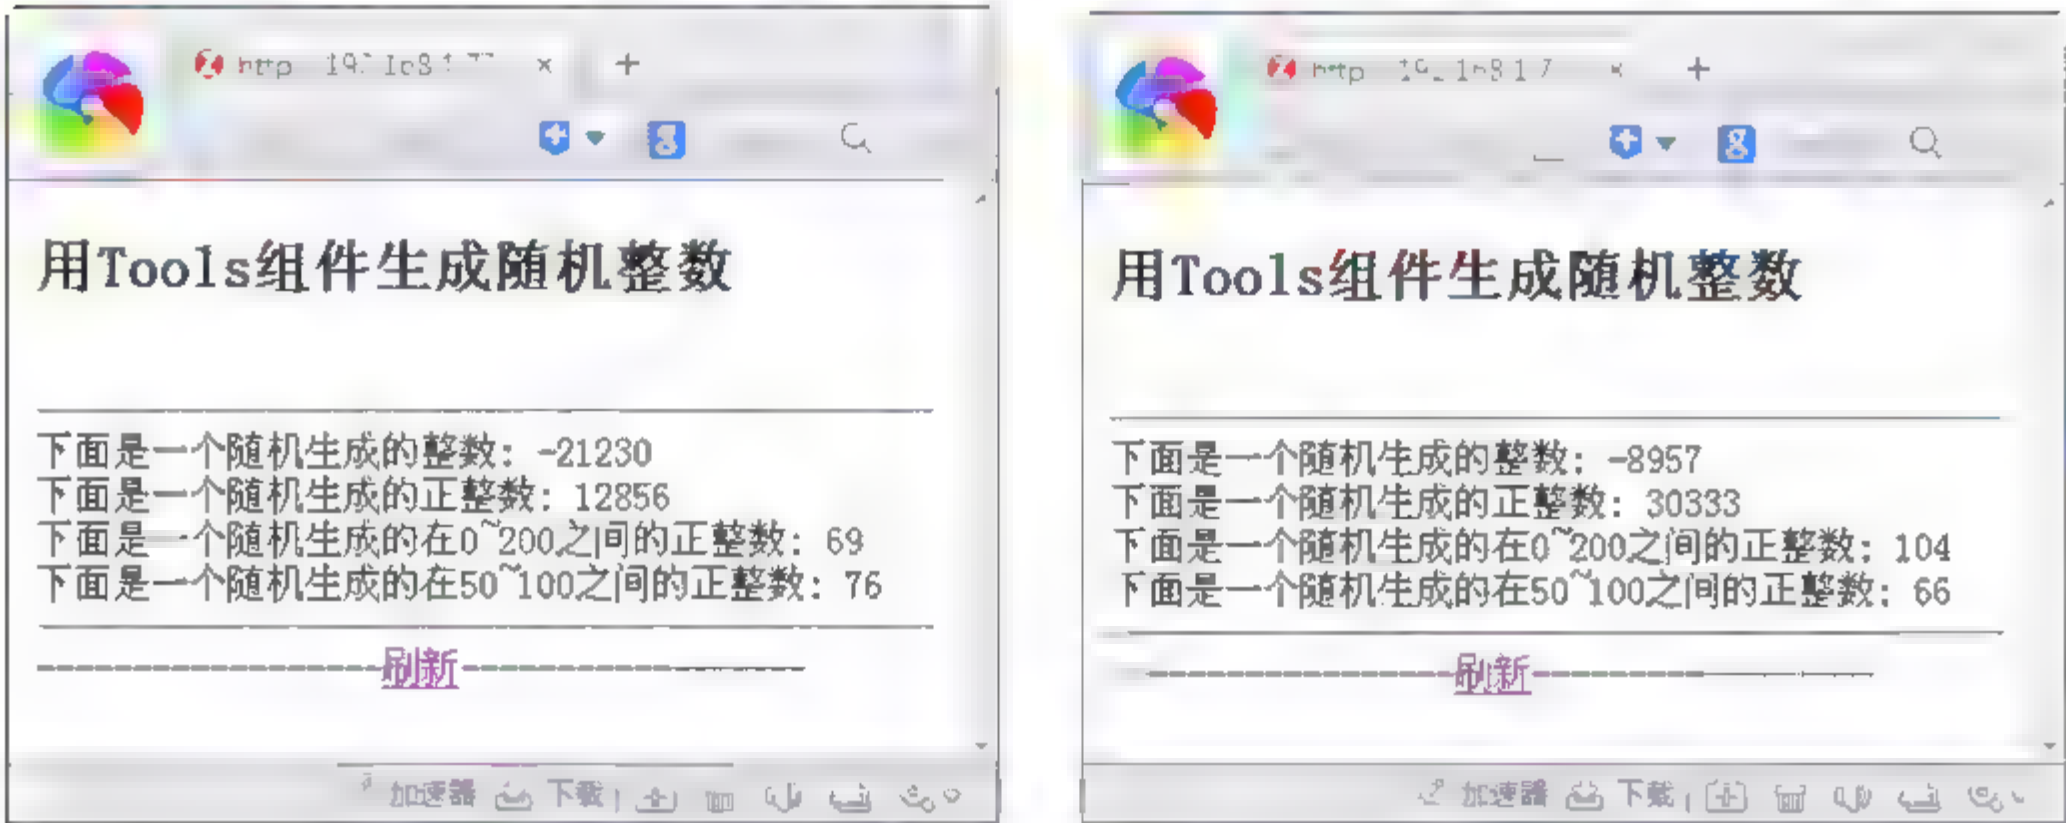 http
用Tools组件生成随机整数
下面是一个随机生成的整数: -21230
下面是一个随机生成的正整数: 12856
下面是一个随机生成的在0~200之间的正整数: 69
下面是一个随机生成的在50~100之间的正整数: 76
刷新
加速器 下载
http
用Tools组件生成随机整数
下面是一个随机生成的整数: -8957
下面是一个随机生成的正整数: 30333
下面是一个随机生成的在0~200之间的正整数: 104
下面是一个随机生成的在50~100之间的正整数: 66
刷新
加速器 下载